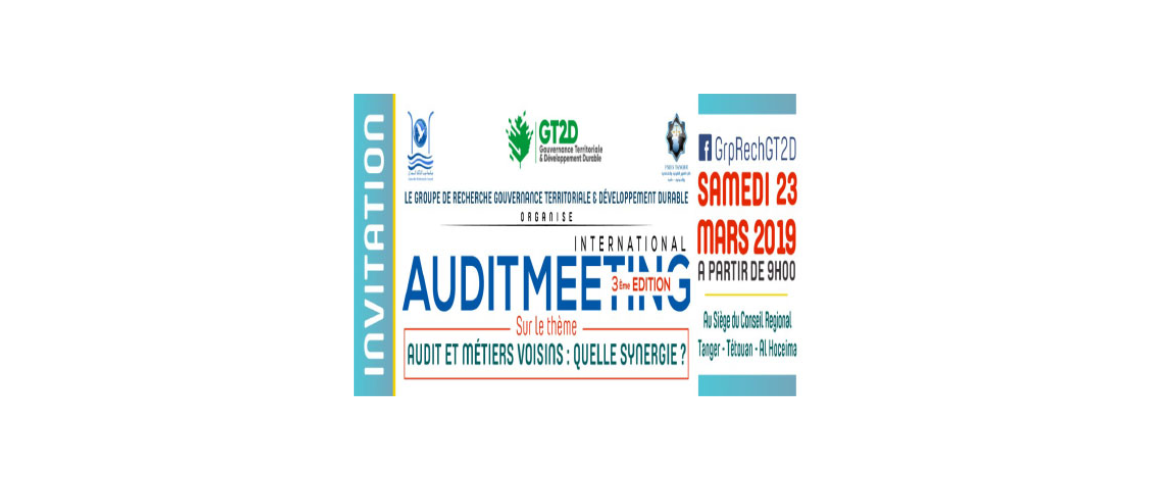 INVITATION
GT2D
Gouvernance Territoriale
& Développement Durable
LE GROUPE DE RECHERCHE GOUVERNANCE TERRITORIALE & DÉVELOPPEMENT DURABLE
ORGANISE
INTERNATIONAL
AUDITMEETING
3ème EDITION
Sur le thème
AUDIT ET MÉTIERS VOISINS : QUELLE SYNERGIE ?
GrpRechGT2D
SAMEDI 23
MARS 2019
A PARTIR DE 9H00
Au Siège du Conseil Regional
Tanger - Tétouan - Al Hoceima